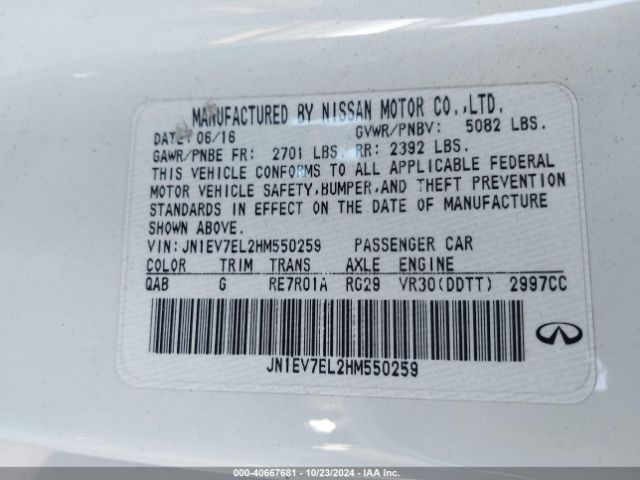 MANUFACTURED BY NISSAN MOTOR CO.,LTD.
DATE: 06/16 GVWR/PNBV: 5082 LBS.
GAWR/PNBE FR: 2701 LBS. RR: 2392 LBS.
THIS VEHICLE CONFORMS TO ALL APPLICABLE FEDERAL
MOTOR VEHICLE SAFETY,BUMPER,AND THEFT PREVENTION
STANDARDS IN EFFECT ON THE DATE OF MANUFACTURE
SHOWN ABOVE.
VIN:JN1EV7EL2HM550259 PASSENGER CAR
COLOR TRIM TRANS AXLE ENGINE
QAB G RE7R01A RG29 VR30(DDTT) 2997CC
JN1EV7EL2HM550259
000-40667681 - 10/23/2024 - IAA Inc.